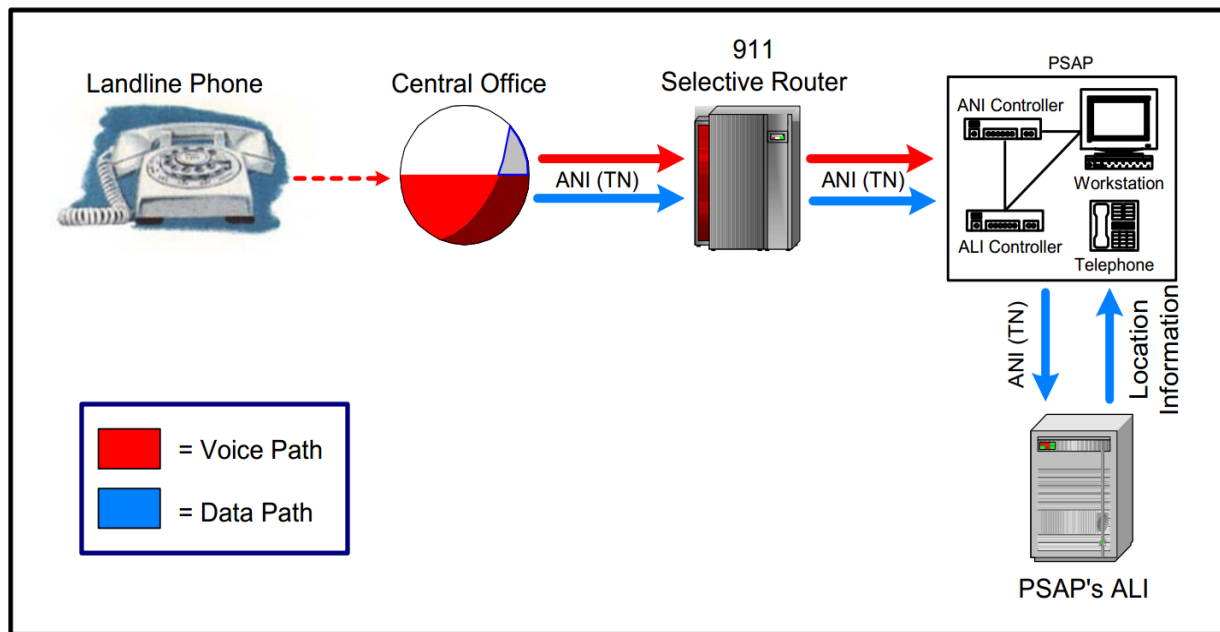 Landline Phone
Central Office
911
Selective Router
PSAP
ANI Controller
Workstation
ALI Controller
Telephone
ANI (TN)
ANI (TN)
ANI (TN)
Location
Information
= Voice Path
= Data Path
PSAP's ALI